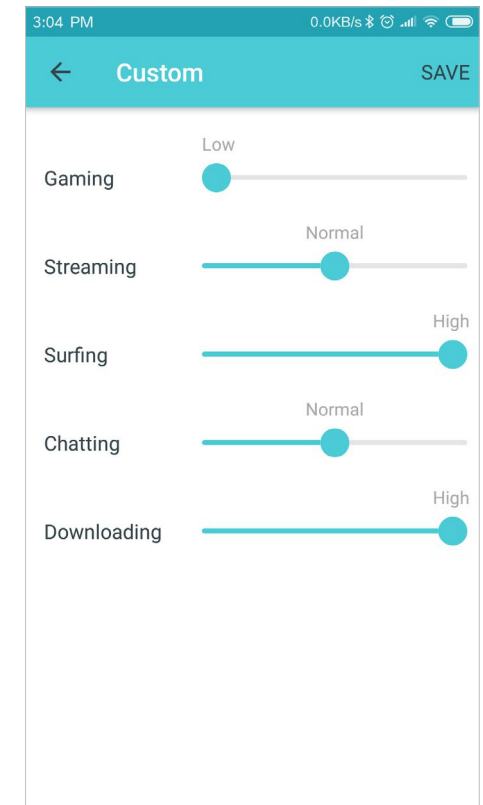 3:04 PM 0.0KB/s
Custom SAVE
Low
Gaming
Normal
Streaming
High
Surfing
Normal
Chatting
High
Downloading